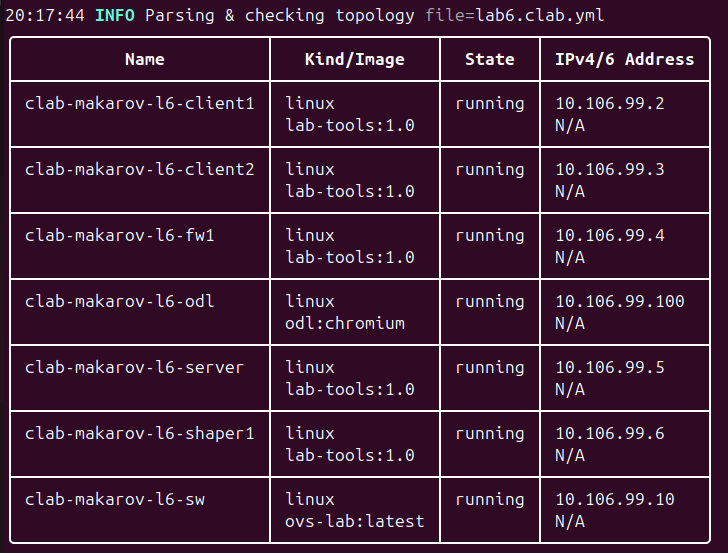 20:17:44 INFO Parsing & checking topology file=lab6.clab.yml
Name Kind/Image State IPv4/6 Address
clab-makarov-l6-client1 linux running 10.106.99.2
lab-tools:1.0 N/A
clab-makarov-l6-client2 linux running 10.106.99.3
lab-tools:1.0 N/A
clab-makarov-l6-fw1 linux running 10.106.99.4
lab-tools:1.0 N/A
clab-makarov-l6-odl linux running 10.106.99.100
odl:chromium N/A
clab-makarov-l6-server linux running 10.106.99.5
lab-tools:1.0 N/A
clab-makarov-l6-shaper1 linux running 10.106.99.6
lab-tools:1.0 N/A
clab-makarov-l6-sw linux running 10.106.99.10
ovs-lab:latest N/A